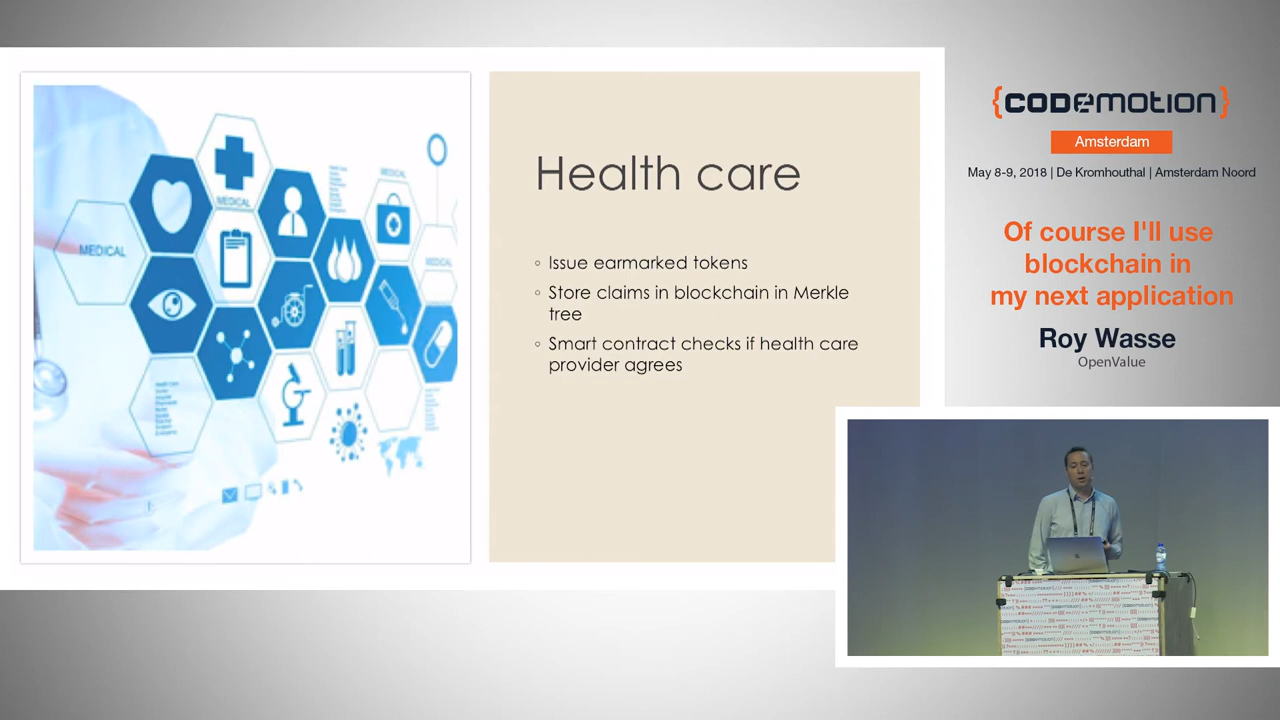 MEDICAL
MEDICAL
MEDICAL
MEDICAL
Health care
Issue earmarked tokens
Store claims in blockchain in Merkle
tree
Smart contract checks if health care
provider agrees
{CODEMOTION}
Amsterdam
May 8-9, 2018 | De Kromhouthal | Amsterdam Noord
Of course I'll use
blockchain in
my next application
Roy Wasse
OpenValue